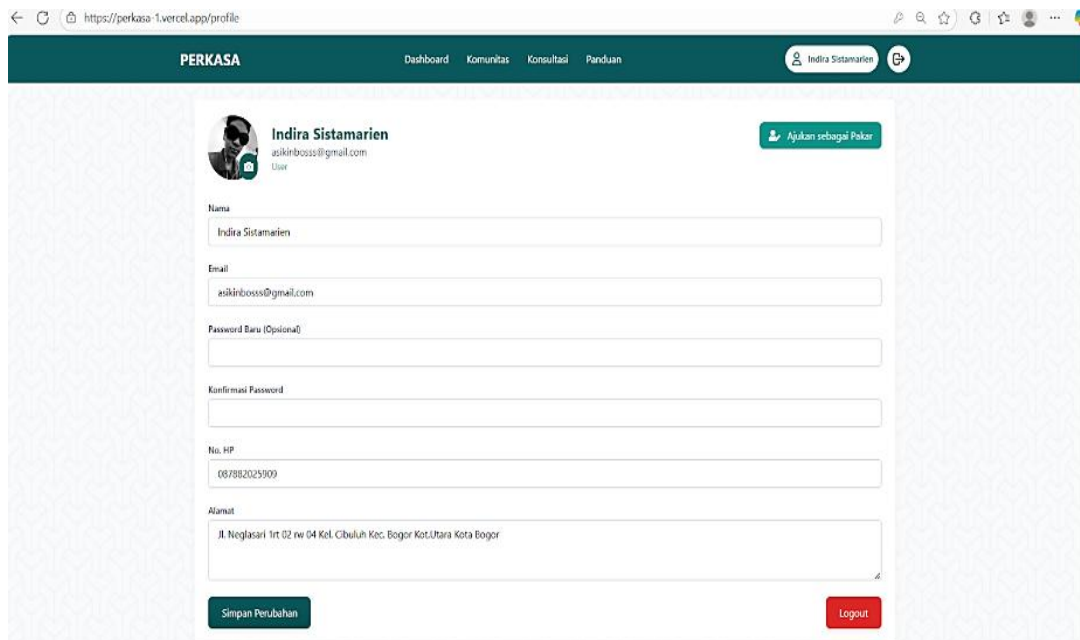 https://perkasa-1.vercel.app/profile
PERKASA Dashboard Komunitas Konsultasi Panduan Indira Sistamarien
Indira Sistamarien
asikinbosss@gmail.com
User
Ajukan sebagai Pakar
Nama
Indira Sistamarien
Email
asikinbosss@gmail.com
Password Baru (Opsional)
Konfirmasi Password
No. HP
087882025909
Alamat
Jl. Neglasari 1rt 02 rw 04 Kel. Cibuluh Kec. Bogor Kot.Utara Kota Bogor
Simpan Perubahan Logout